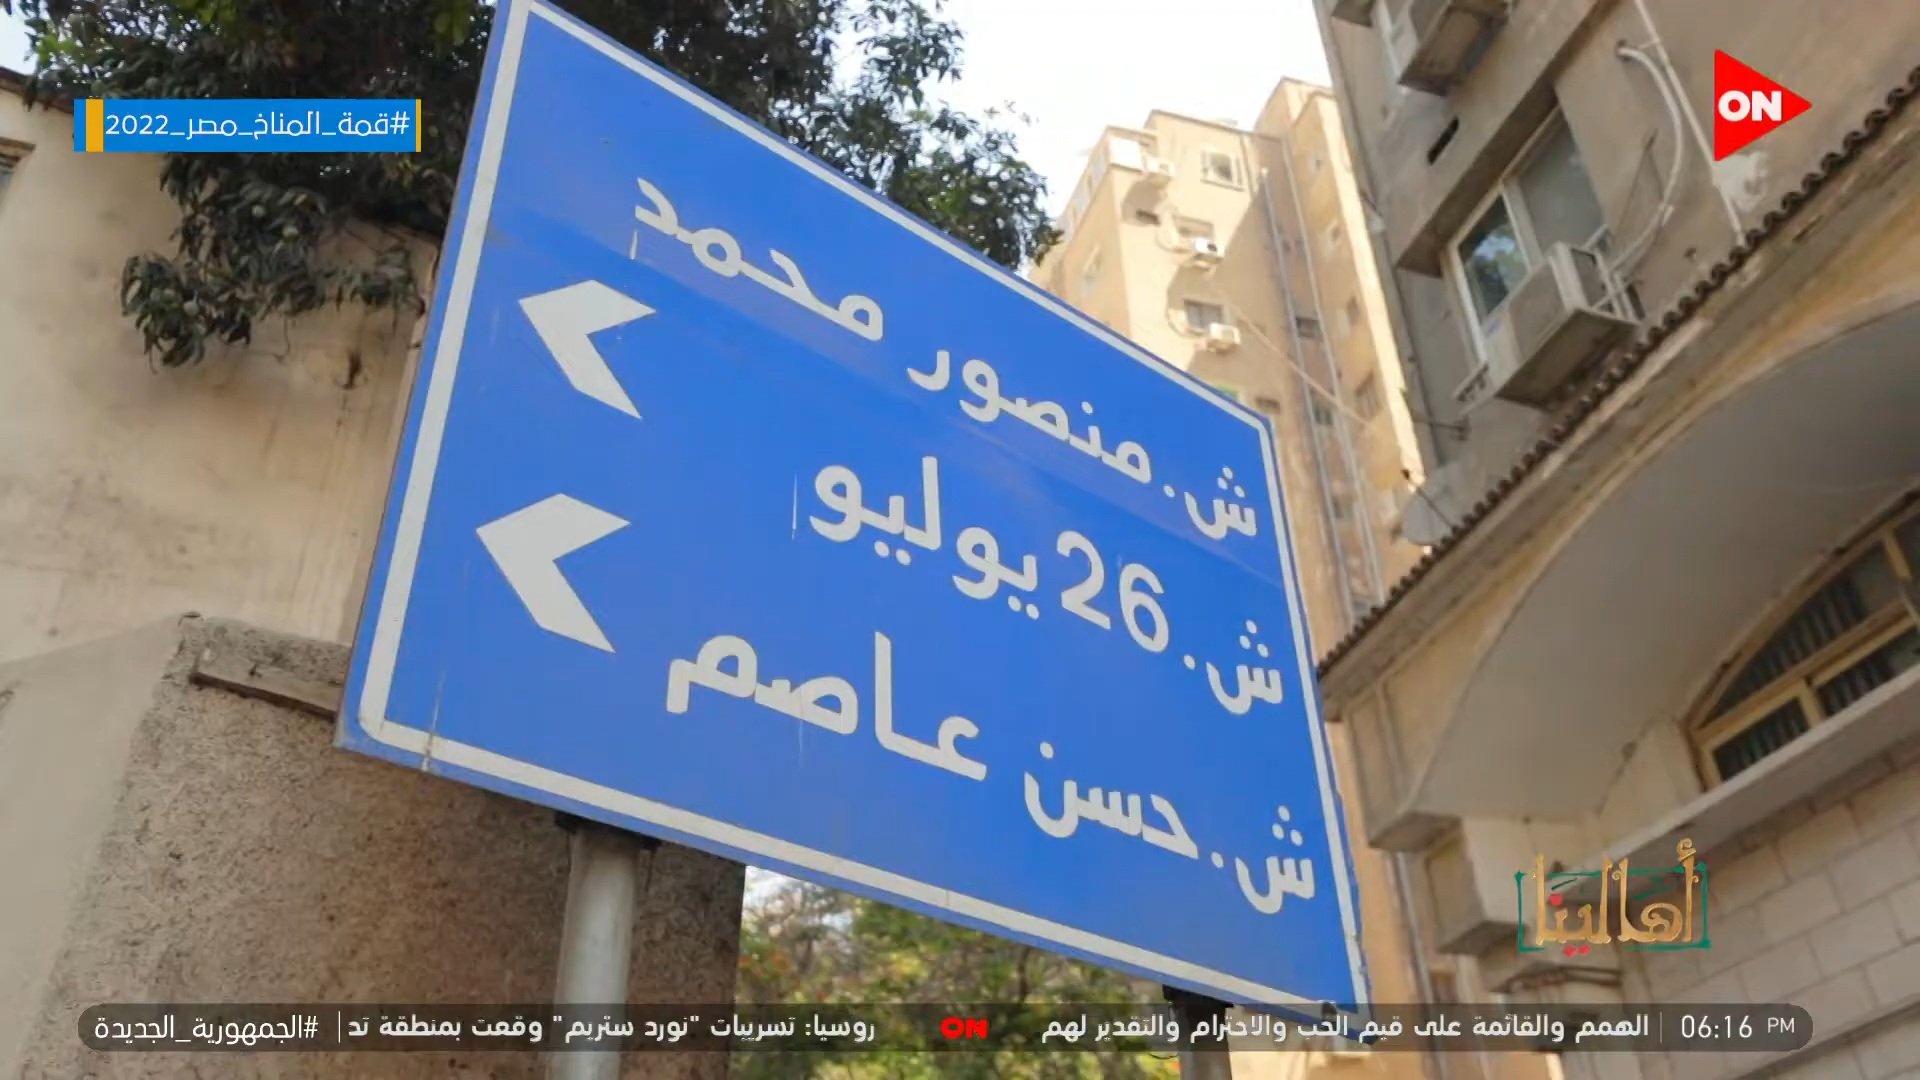 #قمة_المناخ_مصر_2022
ON
ش. منصور محمد
ش. 26 يوليو
ش. حسن عاصم
أهالينا
06:16 PM
الهمم والقائمة على قيم الحب والاحترام والتقدير لهم ON روسيا: تسريبات "نورد ستريم" وقعت بمنطقة تد
#الجمهورية_الجديدة